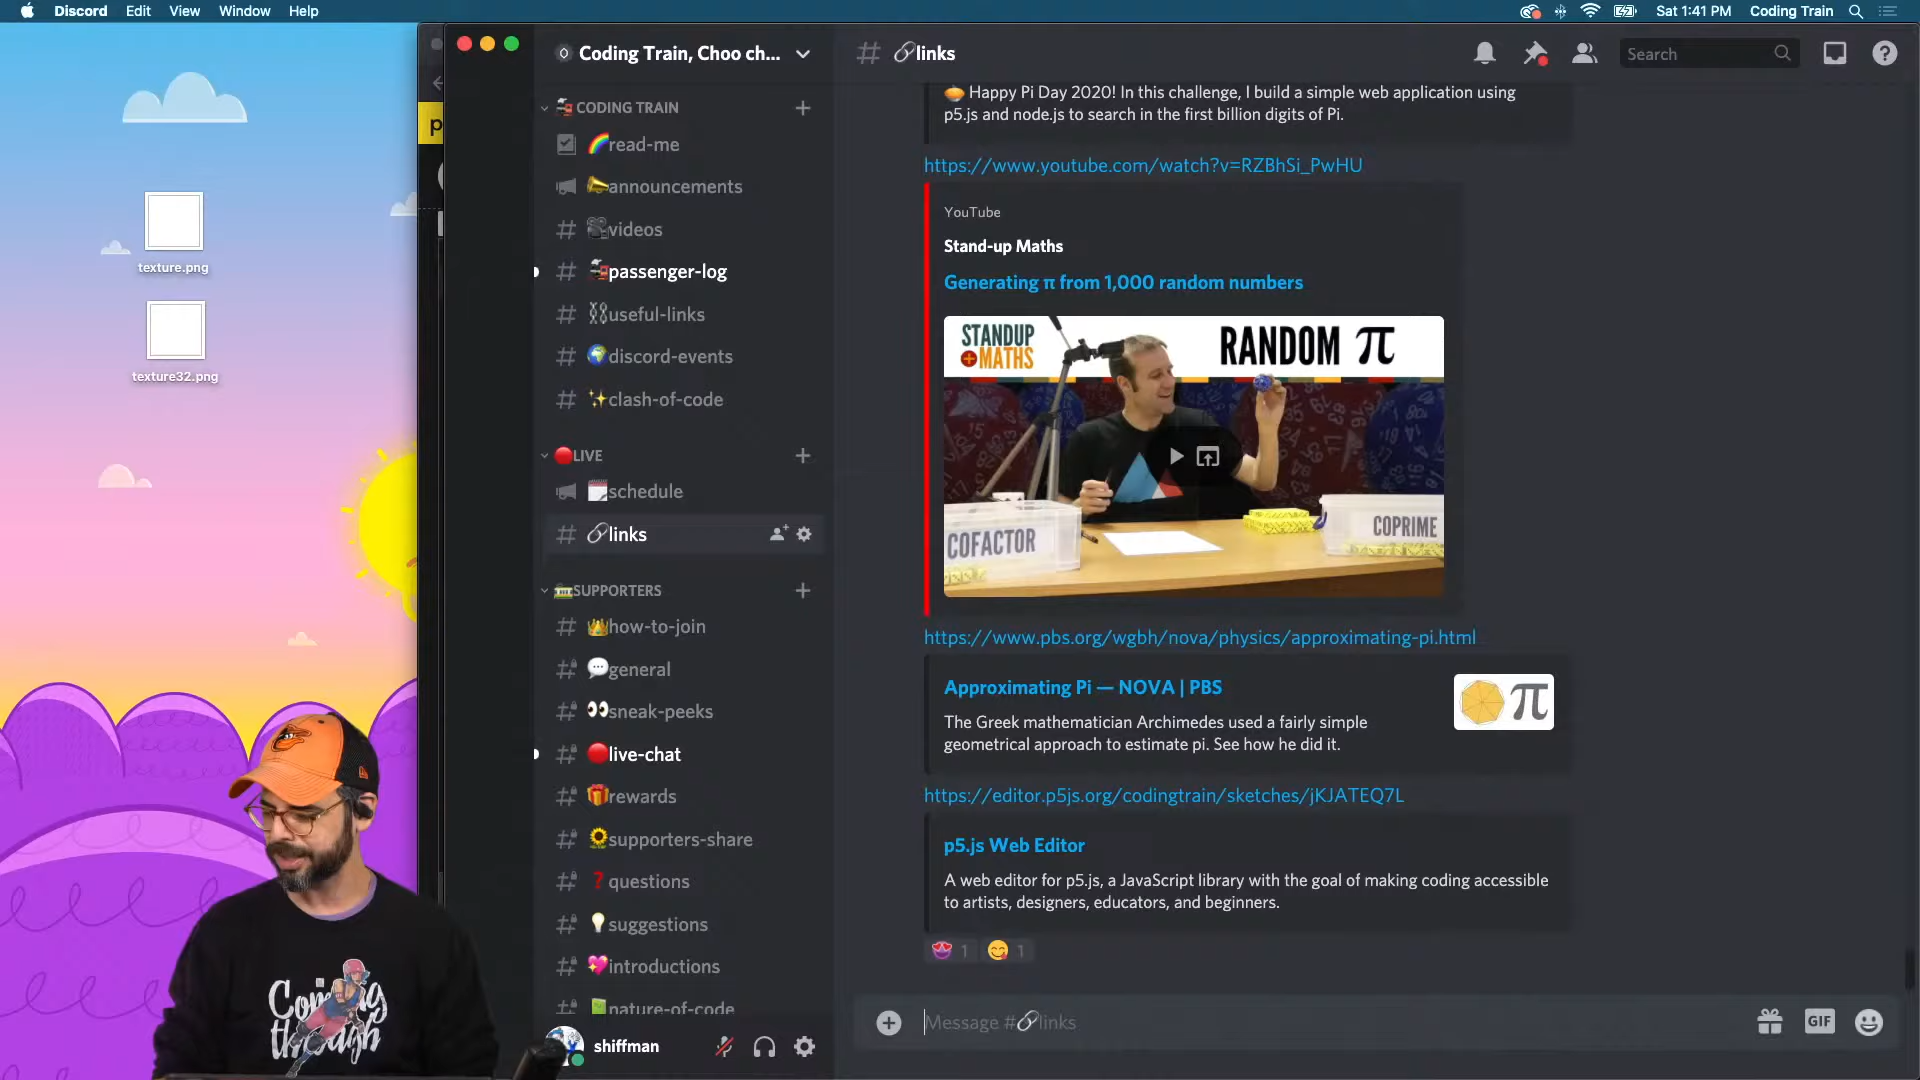 Discord Edit View Window Help
Sat 1:41 PM Coding Train
texture.png
texture32.png
Coding Train, Choo ch...
CODING TRAIN
read-me
announcements
videos
passenger-log
useful-links
discord-events
clash-of-code
LIVE
schedule
links
SUPPORTERS
how-to-join
general
sneak-peeks
live-chat
rewards
supporters-share
questions
suggestions
introductions
nature-of-code
shiffman
links
Search
Happy Pi Day 2020! In this challenge, I build a simple web application using
p5.js and node.js to search in the first billion digits of Pi.
https://www.youtube.com/watch?v=RZBhSi_PwHU
YouTube
Stand-up Maths
Generating π from 1,000 random numbers
STANDUP
+MATHS
RANDOM π
COFACTOR
COPRIME
https://www.pbs.org/wgbh/nova/physics/approximating-pi.html
Approximating Pi — NOVA | PBS
The Greek mathematician Archimedes used a fairly simple
geometrical approach to estimate pi. See how he did it.
π
https://editor.p5js.org/codingtrain/sketches/jKJATEQ7L
p5.js Web Editor
A web editor for p5.js, a JavaScript library with the goal of making coding accessible
to artists, designers, educators, and beginners.
1 1
Message #links
GIF